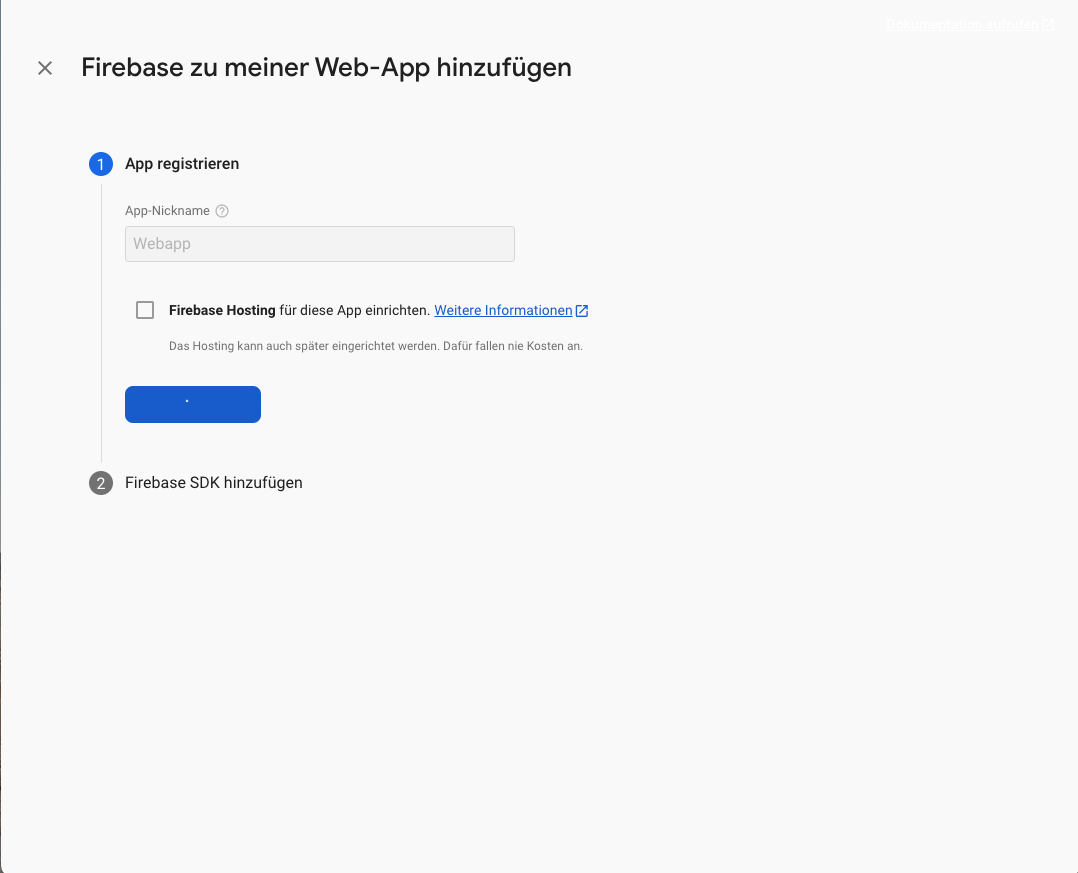 Dokumentation aufrufen
Firebase zu meiner Web-App hinzufügen
1 App registrieren
App-Nickname
Webapp
Firebase Hosting für diese App einrichten. Weitere Informationen
Das Hosting kann auch später eingerichtet werden. Dafür fallen nie Kosten an.
2 Firebase SDK hinzufügen